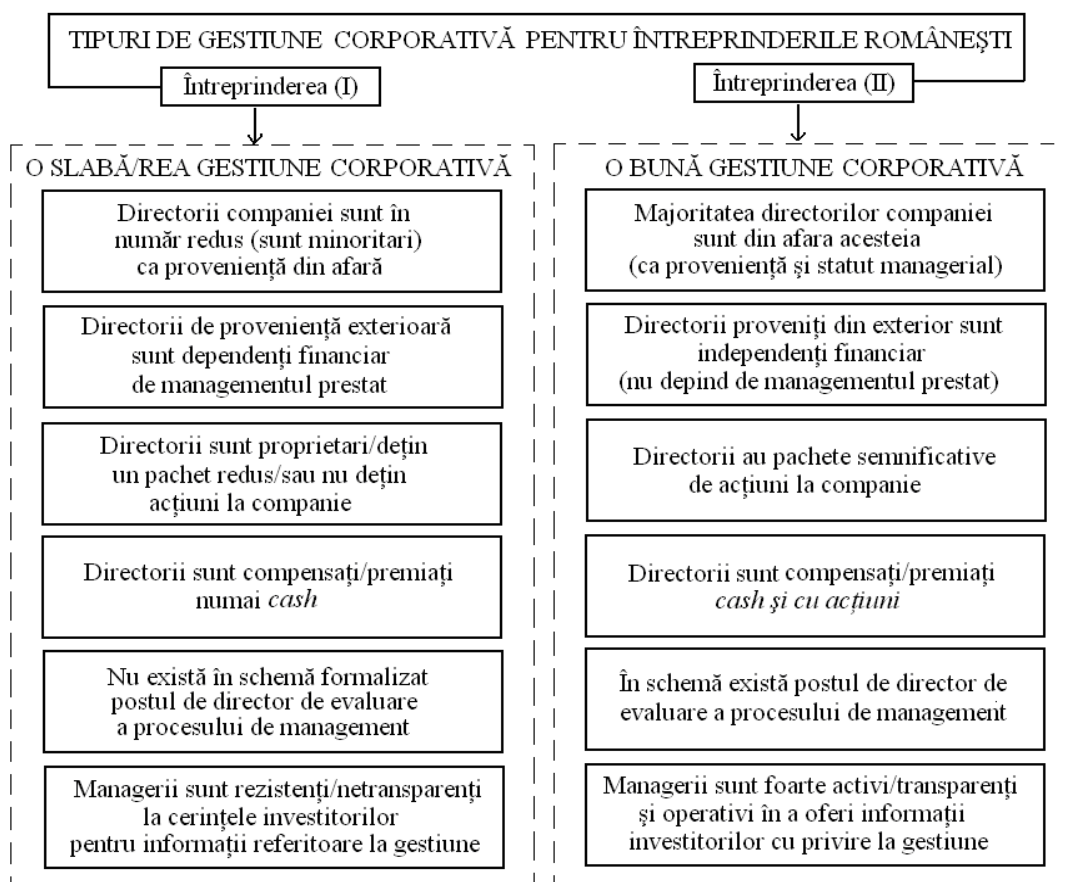 TIPURI DE GESTIUNE CORPORATIVĂ PENTRU ÎNTREPRINDERILE ROMÂNEŞTI
Întreprinderea (I)
O SLABĂ/REA GESTIUNE CORPORATIVĂ
Directorii companiei sunt în
număr redus (sunt minoritari)
ca proveniență din afară
Directorii de proveniență exterioară
sunt dependenți financiar
de managementul prestat
Directorii sunt proprietari/dețin
un pachet redus/sau nu dețin
acțiuni la companie
Directorii sunt compensați/premiați
numai cash
Nu există în schemă formalizat
postul de director de evaluare
a procesului de management
Managerii sunt rezistenți/netransparenți
la cerințele investitorilor
pentru informații referitoare la gestiune
Întreprinderea (II)
O BUNĂ GESTIUNE CORPORATIVĂ
Majoritatea directorilor companiei
sunt din afara acesteia
(ca proveniență şi statut managerial)
Directorii proveniți din exterior sunt
independenți financiar
(nu depind de managementul prestat)
Directorii au pachete semnificative
de acțiuni la companie
Directorii sunt compensați/premiați
cash şi cu acțiuni
În schemă există postul de director de
evaluare a procesului de management
Managerii sunt foarte activi/transparenți
şi operativi în a oferi informații
investitorilor cu privire la gestiune